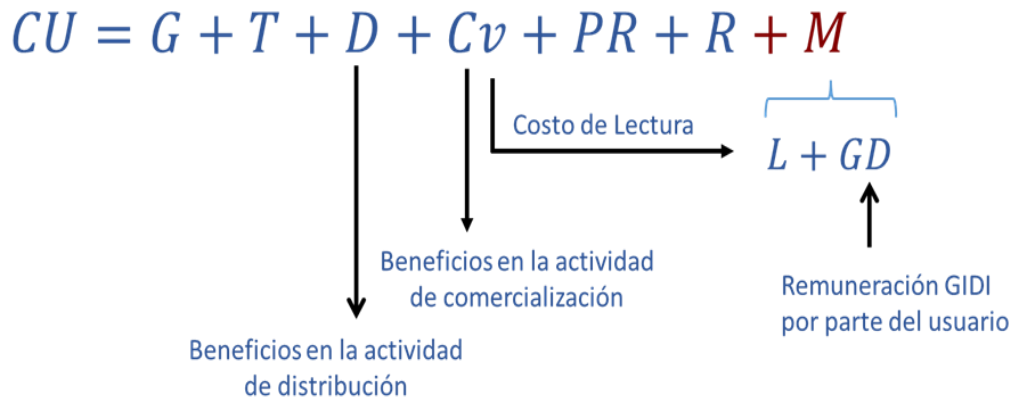 CU = G + T + D + Cv + PR + R + M
Costo de Lectura
L + GD
Beneficios en la actividad
de comercialización
Remuneración GIDI
por parte del usuario
Beneficios en la actividad
de distribución